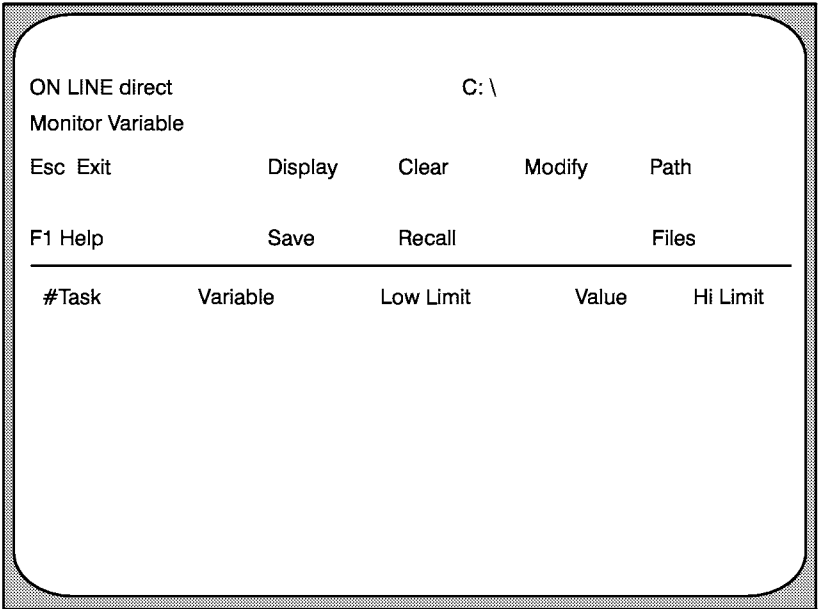 ON LINE direct C: \
Monitor Variable
Esc Exit Display Clear Modify Path
F1 Help Save Recall Files
#Task Variable Low Limit Value Hi Limit